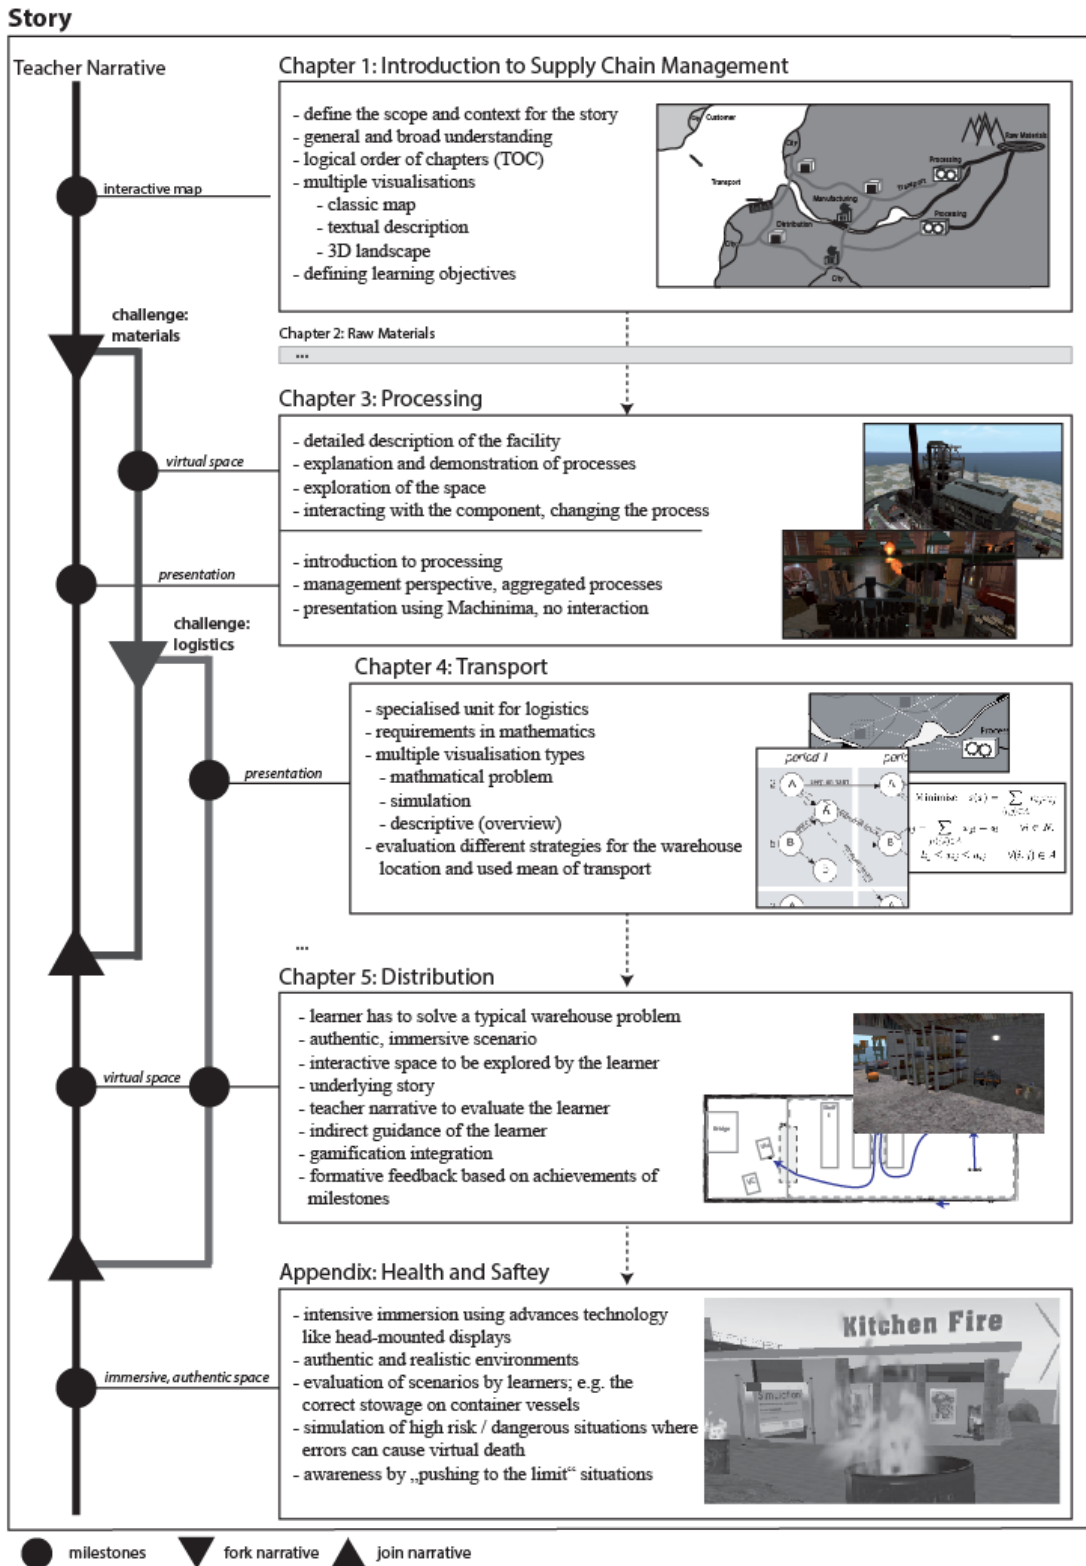 Story
Teacher Narrative
Chapter 1: Introduction to Supply Chain Management
- define the scope and context for the story
- general and broad understanding
- logical order of chapters (TOC)
- multiple visualisations
- classic map
- textual description
- 3D landscape
- defining learning objectives
interactive map
City
Customer
Transport
City
Raw Materials
Processing
Transport
Manufacturing
Processing
Distribution
City
City
challenge:
materials
Chapter 2: Raw Materials
...
Chapter 3: Processing
- detailed description of the facility
- explanation and demonstration of processes
- exploration of the space
- interacting with the component, changing the process
virtual space
- introduction to processing
- management perspective, aggregated processes
- presentation using Machinima, no interaction
presentation
challenge:
logistics
Chapter 4: Transport
- specialised unit for logistics
- requirements in mathematics
- multiple visualisation types
- mathmatical problem
- simulation
- descriptive (overview)
- evaluation different strategies for the warehouse
location and used mean of transport
presentation
Process
period 1
perio
A
A
A
B
B
D
Minimise
...
Chapter 5: Distribution
- learner has to solve a typical warehouse problem
- authentic, immersive scenario
- interactive space to be explored by the learner
- underlying story
- teacher narrative to evaluate the learner
- indirect guidance of the learner
- gamification integration
- formative feedback based on achievements of
milestones
virtual space
Bridge
Appendix: Health and Saftey
- intensive immersion using advances technology
like head-mounted displays
- authentic and realistic environments
- evaluation of scenarios by learners; e.g. the
correct stowage on container vessels
- simulation of high risk / dangerous situations where
errors can cause virtual death
- awareness by „pushing to the limit“ situations
immersive, authentic space
Kitchen Fire
Simulation
milestones
fork narrative
join narrative